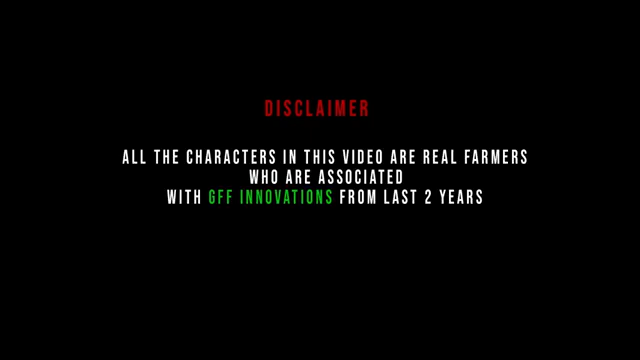 DISCLAIMER
ALL THE CHARACTERS IN THIS VIDEO ARE REAL FARMERS
WHO ARE ASSOCIATED
WITH GFF INNOVATIONS FROM LAST 2 YEARS